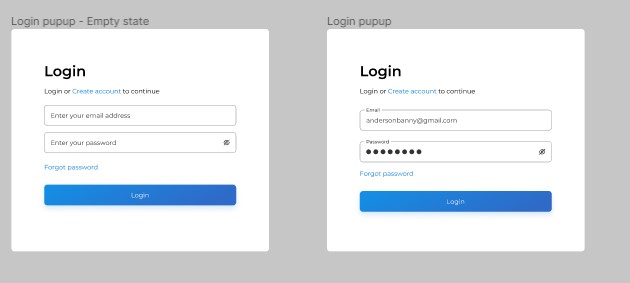 Login pupup - Empty state
Login
Login or Create account to continue
Enter your email address
Enter your password
Forgot password
Login
Login pupup
Login
Login or Create account to continue
Email
andersonbanny@gmail.com
Password
Forgot password
Login